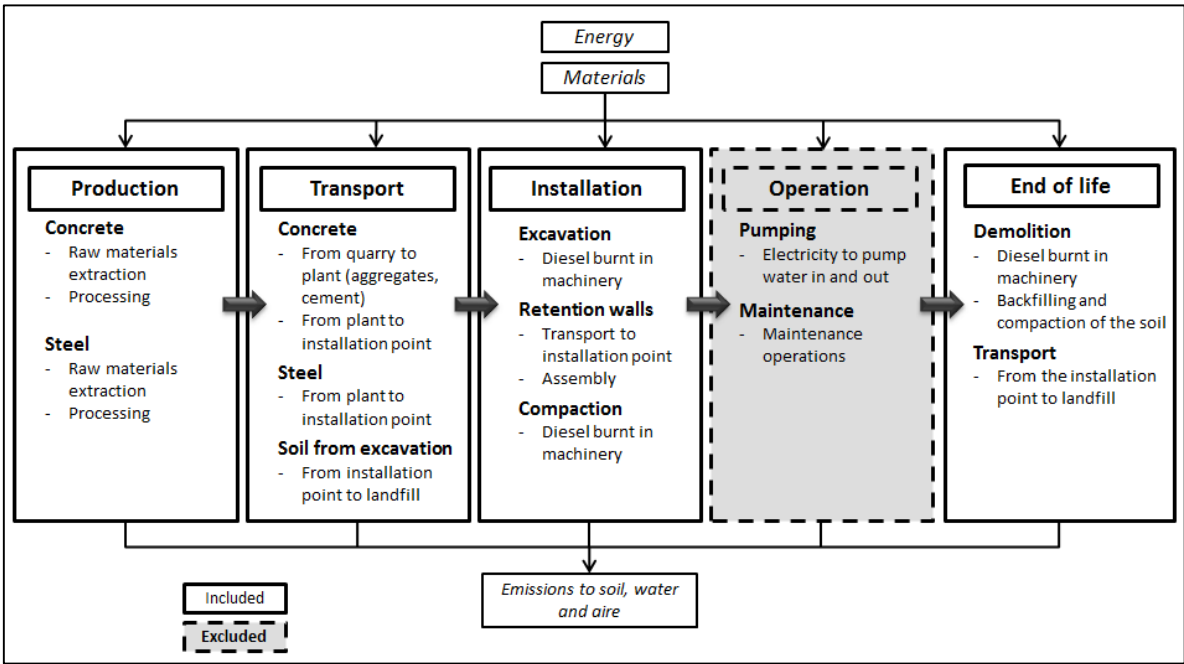 Energy
Materials
Production
Concrete
- Raw materials
extraction
- Processing
Steel
- Raw materials
extraction
- Processing
Transport
Concrete
- From quarry to
plant (aggregates,
cement)
- From plant to
installation point
Steel
- From plant to
installation point
Soil from excavation
- From installation
point to landfill
Installation
Excavation
- Diesel burnt in
machinery
Retention walls
- Transport to
installation point
- Assembly
Compaction
- Diesel burnt in
machinery
Operation
Pumping
- Electricity to pump
water in and out
Maintenance
- Maintenance
operations
End of life
Demolition
- Diesel burnt in
machinery
- Backfilling and
compaction of the soil
Transport
- From the installation
point to landfill
Emissions to soil, water
and aire
Included
Excluded